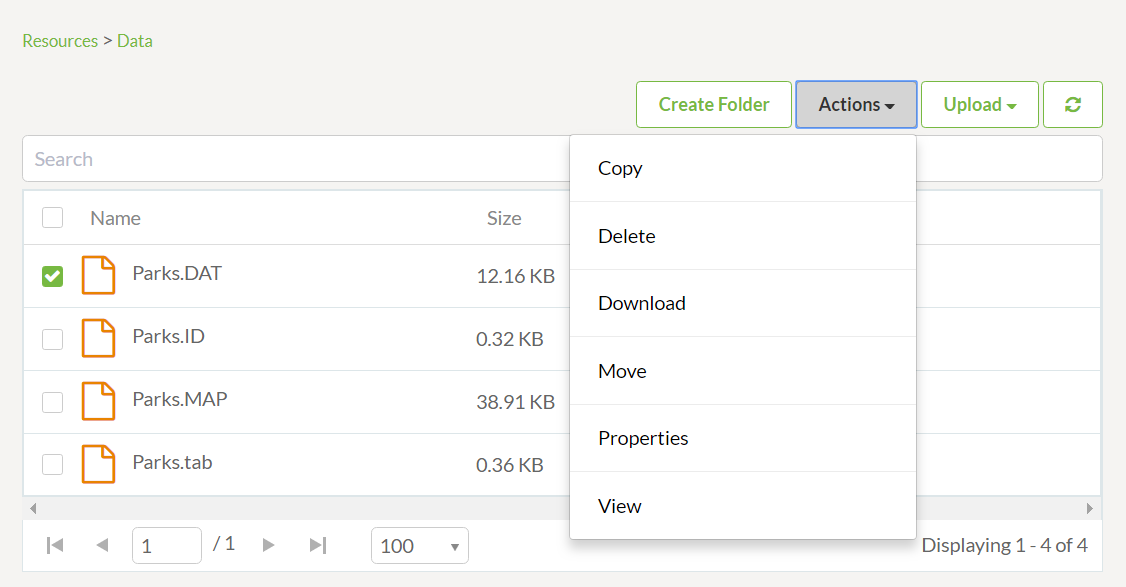 Resources > Data
Create Folder Actions Upload
Search
Copy
Name Size
Delete
Parks.DAT 12.16 KB
Download
Parks.ID 0.32 KB
Move
Parks.MAP 38.91 KB
Properties
Parks.tab 0.36 KB
View
1 / 1 100 Displaying 1 - 4 of 4